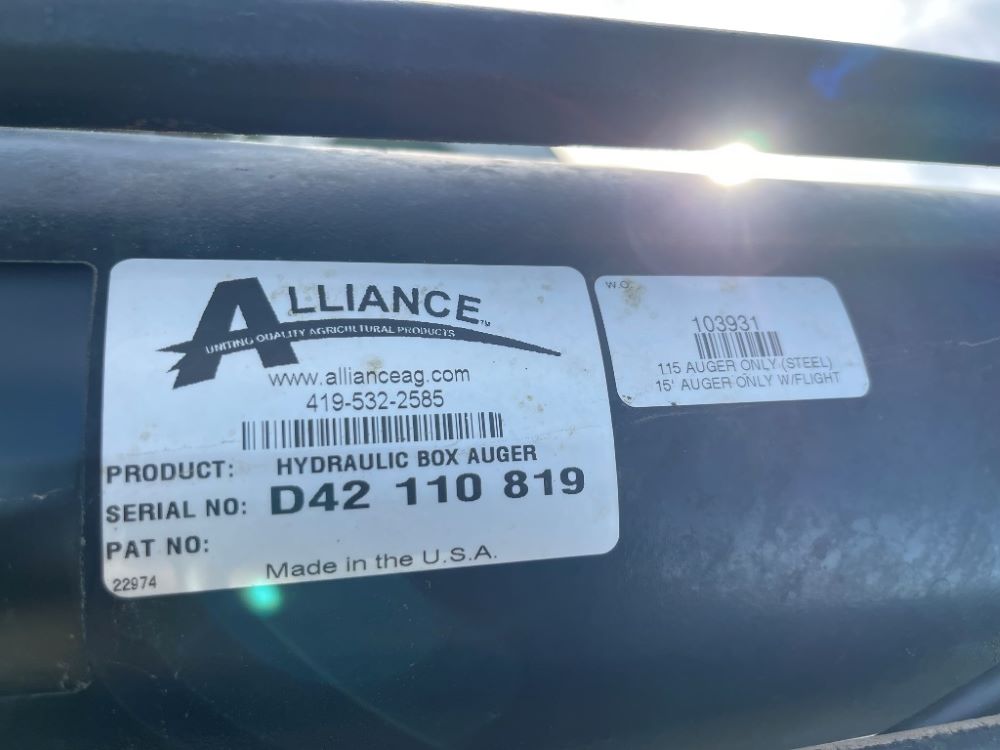 ALLIANCE™
UNITING QUALITY AGRICULTURAL PRODUCTS
www.allianceag.com
419-532-2585
PRODUCT: HYDRAULIC BOX AUGER
SERIAL NO: D42 110 819
PAT NO:
Made in the U.S.A.
22974
W.O.
103931
115 AUGER ONLY (STEEL)
15' AUGER ONLY W/FLIGHT